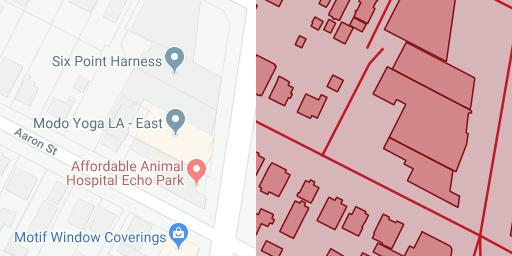 Six Point Harness
Modo Yoga LA - East
Aaron St
Affordable Animal
Hospital Echo Park
Motif Window Coverings